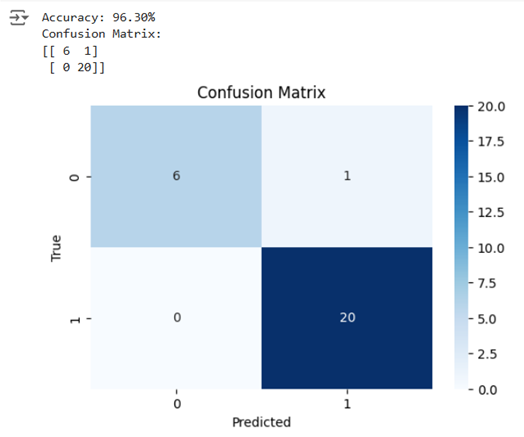 Accuracy: 96.30%
Confusion Matrix:
[[ 6  1]
 [ 0 20]]
Confusion Matrix
20.0
17.5
15.0
12.5
10.0
7.5
5.0
2.5
0.0
True
0
1
6 1
0 20
0 1
Predicted